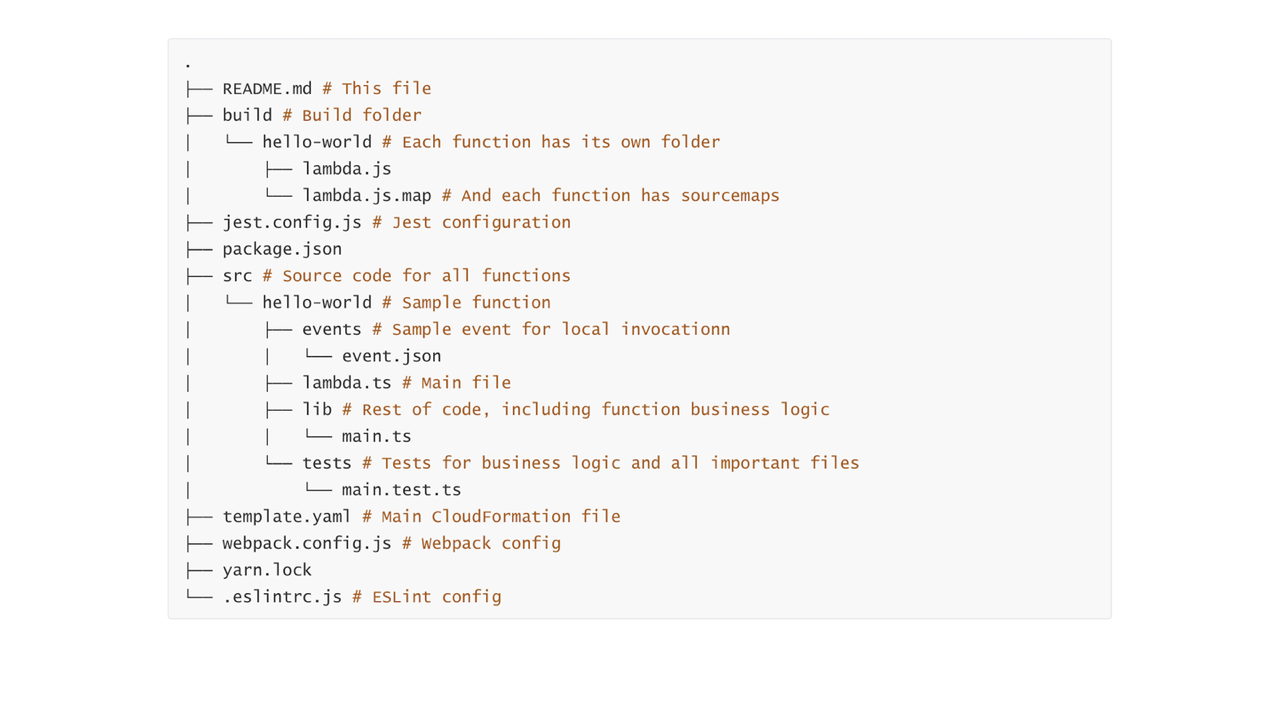 .
├── README.md # This file
├── build # Build folder
│   └── hello-world # Each function has its own folder
│       ├── lambda.js
│       └── lambda.js.map # And each function has sourcemaps
├── jest.config.js # Jest configuration
├── package.json
├── src # Source code for all functions
│   └── hello-world # Sample function
│       ├── events # Sample event for local invocationn
│       │   └── event.json
│       ├── lambda.ts # Main file
│       ├── lib # Rest of code, including function business logic
│       │   └── main.ts
│       └── tests # Tests for business logic and all important files
│           └── main.test.ts
├── template.yaml # Main CloudFormation file
├── webpack.config.js # Webpack config
├── yarn.lock
└── .eslintrc.js # ESLint config